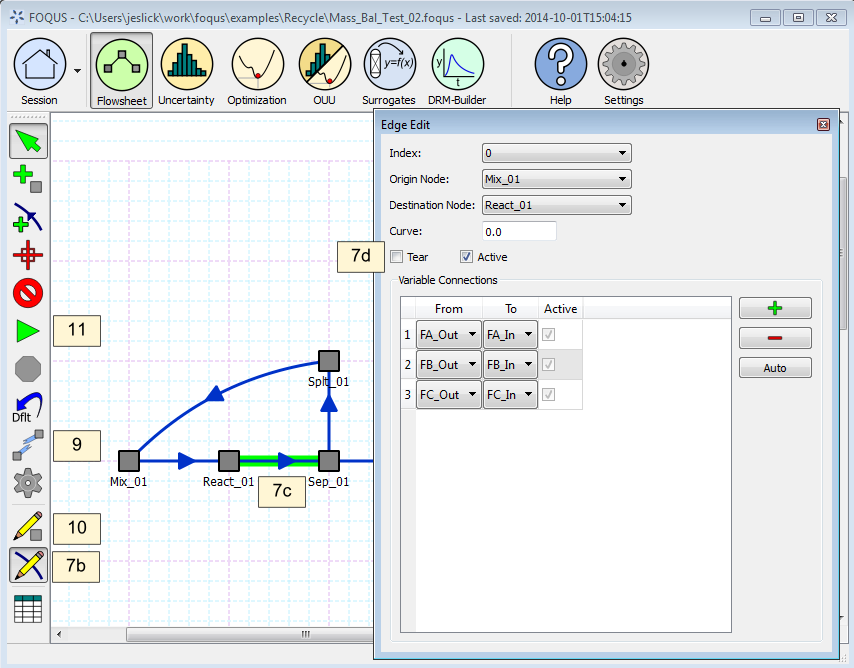 FOQUS - C:\Users\jeslick\work\foqus\examples\Recycle\Mass_Bal_Test_02.foqus - Last saved: 2014-10-01T15:04:15
Session
Flowsheet
Uncertainty
Optimization
OUU
y=f(x)
Surrogates
y
t
DRM-Builder
?
Help
Settings
Edge Edit
Index:
0
Origin Node:
Mix_01
Destination Node:
React_01
Curve:
0.0
7d
Tear
Active
Variable Connections
From To Active
1 FA_Out FA_In
2 FB_Out FB_In
3 FC_Out FC_In
Auto
11
Dflt
9
10
7b
Splt_01
Mix_01
React_01
Sep_01
7c